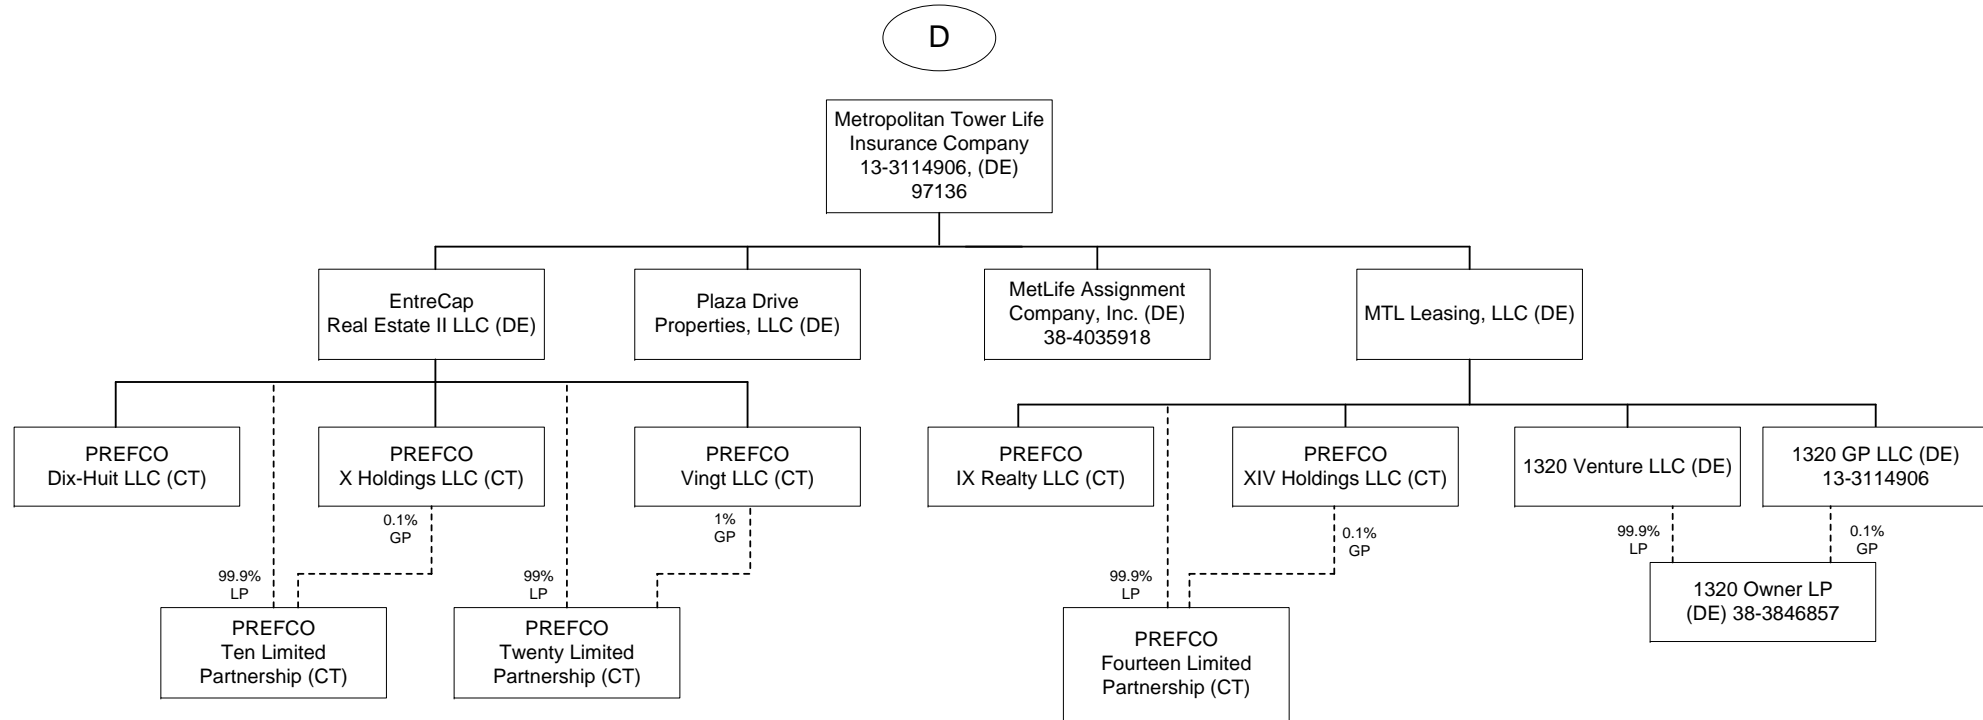 D
Metropolitan Tower Life
Insurance Company
13-3114906, (DE)
97136
EntreCap
Real Estate II LLC (DE)
Plaza Drive
Properties, LLC (DE)
MetLife Assignment
Company, Inc. (DE)
38-4035918
MTL Leasing, LLC (DE)
PREFCO
Dix-Huit LLC (CT)
PREFCO
X Holdings LLC (CT)
PREFCO
Vingt LLC (CT)
PREFCO
IX Realty LLC (CT)
PREFCO
XIV Holdings LLC (CT)
1320 Venture LLC (DE)
1320 GP LLC (DE)
13-3114906
0.1%
GP
1%
GP
0.1%
GP
99.9%
LP
0.1%
GP
99.9%
LP
99%
LP
99.9%
LP
1320 Owner LP
(DE) 38-3846857
PREFCO
Ten Limited
Partnership (CT)
PREFCO
Twenty Limited
Partnership (CT)
PREFCO
Fourteen Limited
Partnership (CT)